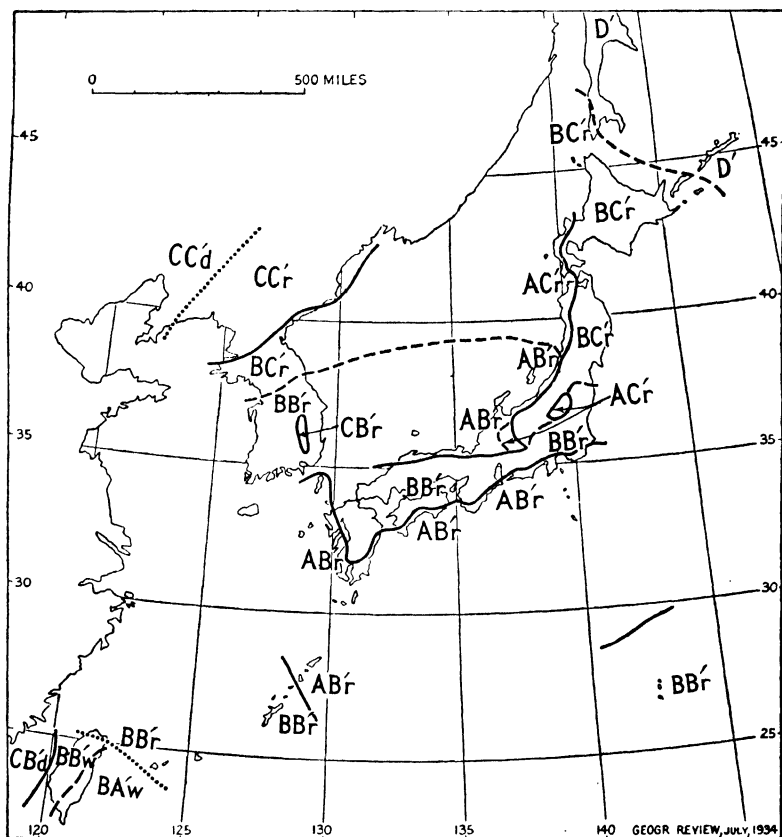 D'
0 500 MILES
45
BC'r
45
D'
BC'r
CC'd
CC'r
40
AC'r
40
BC'r
BC'r
AB'r
BB'r
AC'r
CB'r
AB'r
35
BB'r
35
BB'r
AB'r
AB'r
AB'r
30
30
AB'r
BB'r
BB'r
25
BB'r
CB'd
BB'w
BA'w
120
125
130
135
140
GEOGR REVIEW, JULY, 1934